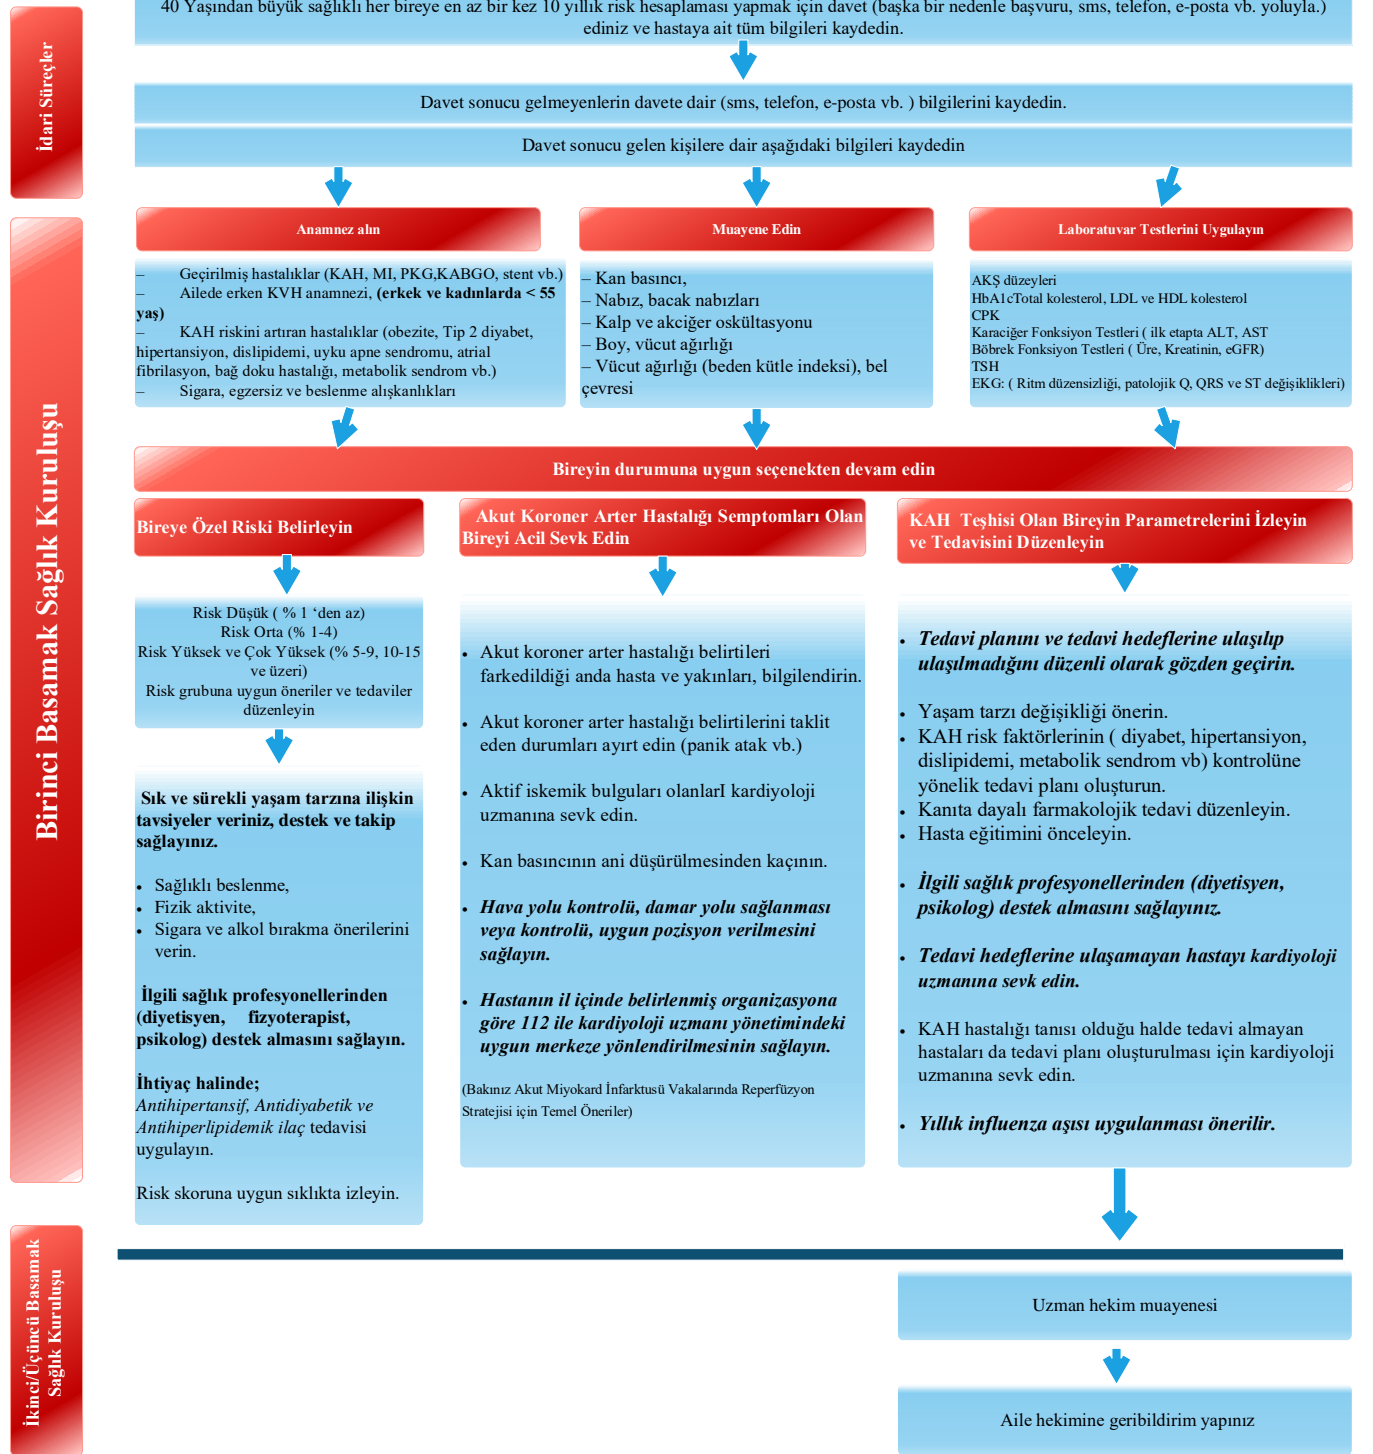 40 Yaşından büyük sağlıklı her bireye en az bir kez 10 yıllık risk hesaplaması yapmak için davet (başka bir nedenle başvuru, sms, telefon, e-posta vb. yoluyla.)
ediniz ve hastaya ait tüm bilgileri kaydedin.
İdari Süreçler
Davet sonucu gelmeyenlerin davete dair (sms, telefon, e-posta vb. ) bilgilerini kaydedin.
Davet sonucu gelen kişilere dair aşağıdaki bilgileri kaydedin
Birinci Basamak Sağlık Kuruluşu
Anamnez alın
– Geçirilmiş hastalıklar (KAH, MI, PKG,KABGO, stent vb.)
– Ailede erken KVH anamnezi, (erkek ve kadınlarda < 55
yaş)
– KAH riskini artıran hastalıklar (obezite, Tip 2 diyabet,
hipertansiyon, dislipidemi, uyku apne sendromu, atrial
fibrilasyon, bağ doku hastalığı, metabolik sendrom vb.)
– Sigara, egzersiz ve beslenme alışkanlıkları
Muayene Edin
– Kan basıncı,
– Nabız, bacak nabızları
– Kalp ve akciğer oskültasyonu
– Boy, vücut ağırlığı
– Vücut ağırlığı (beden kütle indeksi), bel
çevresi
Laboratuvar Testlerini Uygulayın
AKŞ düzeyleri
HbA1cTotal kolesterol, LDL ve HDL kolesterol
CPK
Karaciğer Fonksiyon Testleri ( ilk etapta ALT, AST
Böbrek Fonksiyon Testleri ( Üre, Kreatinin, eGFR)
TSH
EKG: ( Ritm düzensizliği, patolojik Q, QRS ve ST değişiklikleri)
Bireyin durumuna uygun seçenekten devam edin
Bireye Özel Riski Belirleyin
Risk Düşük ( % 1 ‘den az)
Risk Orta (% 1-4)
Risk Yüksek ve Çok Yüksek (% 5-9, 10-15
ve üzeri)
Risk grubuna uygun öneriler ve tedaviler
düzenleyin
Sık ve sürekli yaşam tarzına ilişkin
tavsiyeler veriniz, destek ve takip
sağlayınız.
• Sağlıklı beslenme,
• Fizik aktivite,
• Sigara ve alkol bırakma önerilerini
verin.
İlgili sağlık profesyonellerinden
(diyetisyen, fizyoterapist,
psikolog) destek almasını sağlayın.
İhtiyaç halinde;
Antihipertansif, Antidiyabetik ve
Antihiperlipidemik ilaç tedavisi
uygulayın.
Risk skoruna uygun sıklıkta izleyin.
Akut Koroner Arter Hastalığı Semptomları Olan
Bireyi Acil Sevk Edin
• Akut koroner arter hastalığı belirtileri
farkedildiği anda hasta ve yakınları, bilgilendirin.
• Akut koroner arter hastalığı belirtilerini taklit
eden durumları ayırt edin (panik atak vb.)
• Aktif iskemik bulguları olanlarI kardiyoloji
uzmanına sevk edin.
• Kan basıncının ani düşürülmesinden kaçının.
• Hava yolu kontrolü, damar yolu sağlanması
veya kontrolü, uygun pozisyon verilmesini
sağlayın.
• Hastanın il içinde belirlenmiş organizasyona
göre 112 ile kardiyoloji uzmanı yönetimindeki
uygun merkeze yönlendirilmesinin sağlayın.
(Bakınız Akut Miyokard İnfarktusü Vakalarında Reperfüzyon
Stratejisi için Temel Öneriler)
KAH Teşhisi Olan Bireyin Parametrelerini İzleyin
ve Tedavisini Düzenleyin
• Tedavi planını ve tedavi hedeflerine ulaşılıp
ulaşılmadığını düzenli olarak gözden geçirin.
• Yaşam tarzı değişikliği önerin.
• KAH risk faktörlerinin ( diyabet, hipertansiyon,
dislipidemi, metabolik sendrom vb) kontrolüne
yönelik tedavi planı oluşturun.
• Kanıta dayalı farmakolojik tedavi düzenleyin.
• Hasta eğitimini önceleyin.
• İlgili sağlık profesyonellerinden (diyetisyen,
psikolog) destek almasını sağlayınız.
• Tedavi hedeflerine ulaşamayan hastayı kardiyoloji
uzmanına sevk edin.
• KAH hastalığı tanısı olduğu halde tedavi almayan
hastaları da tedavi planı oluşturulması için kardiyoloji
uzmanına sevk edin.
• Yıllık influenza aşısı uygulanması önerilir.
İkinci/Üçüncü Basamak
Sağlık Kuruluşu
Uzman hekim muayenesi
Aile hekimine geribildirim yapınız